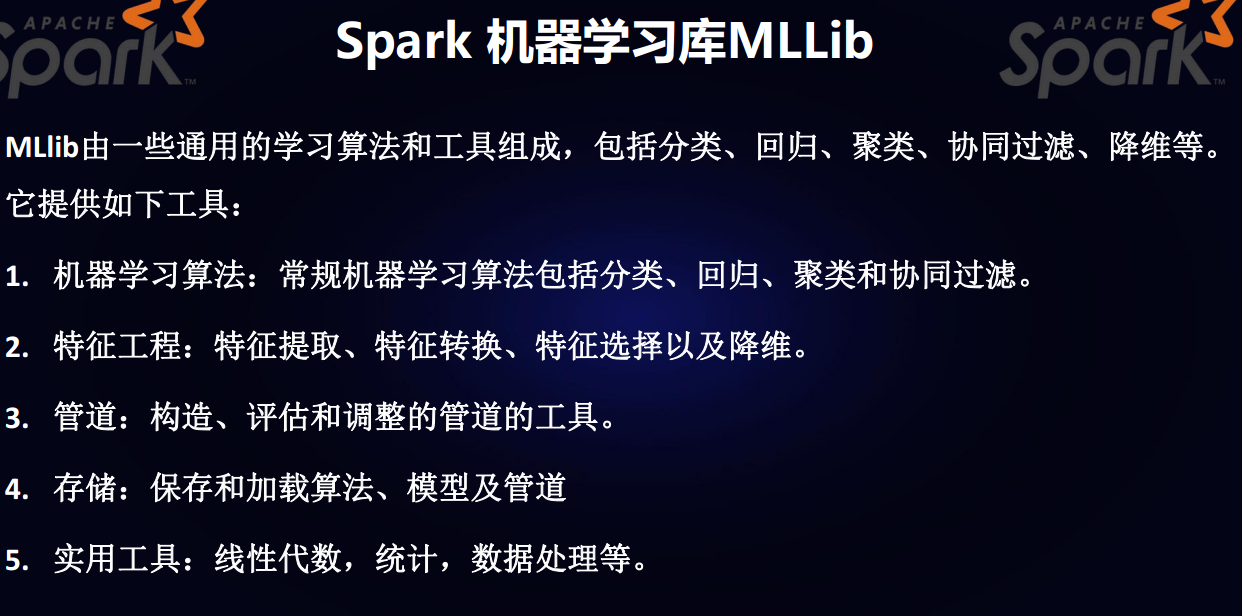 APACHE
Spark™
Spark 机器学习库MLLib
APACHE
Spark™
MLlib由一些通用的学习算法和工具组成，包括分类、回归、聚类、协同过滤、降维等。
它提供如下工具：
1. 机器学习算法：常规机器学习算法包括分类、回归、聚类和协同过滤。
2. 特征工程：特征提取、特征转换、特征选择以及降维。
3. 管道：构造、评估和调整的管道的工具。
4. 存储：保存和加载算法、模型及管道
5. 实用工具：线性代数，统计，数据处理等。